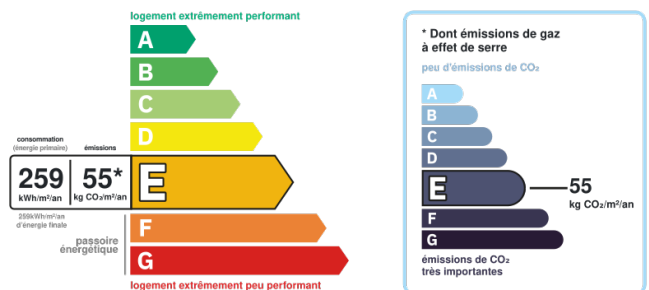 logement extrêmement performant
A
B
C
D
consommation
(énergie primaire)
émissions
259
kWh/m²/an
55*
kg CO₂/m²/an
E
259kWh/m²/an
d'énergie finale
F
passoire
énergétique
G
logement extrêmement peu performant
* Dont émissions de gaz
à effet de serre
peu d'émissions de CO₂
A
B
C
D
E
55
kg CO₂/m²/an
F
G
émissions de CO₂
très importantes